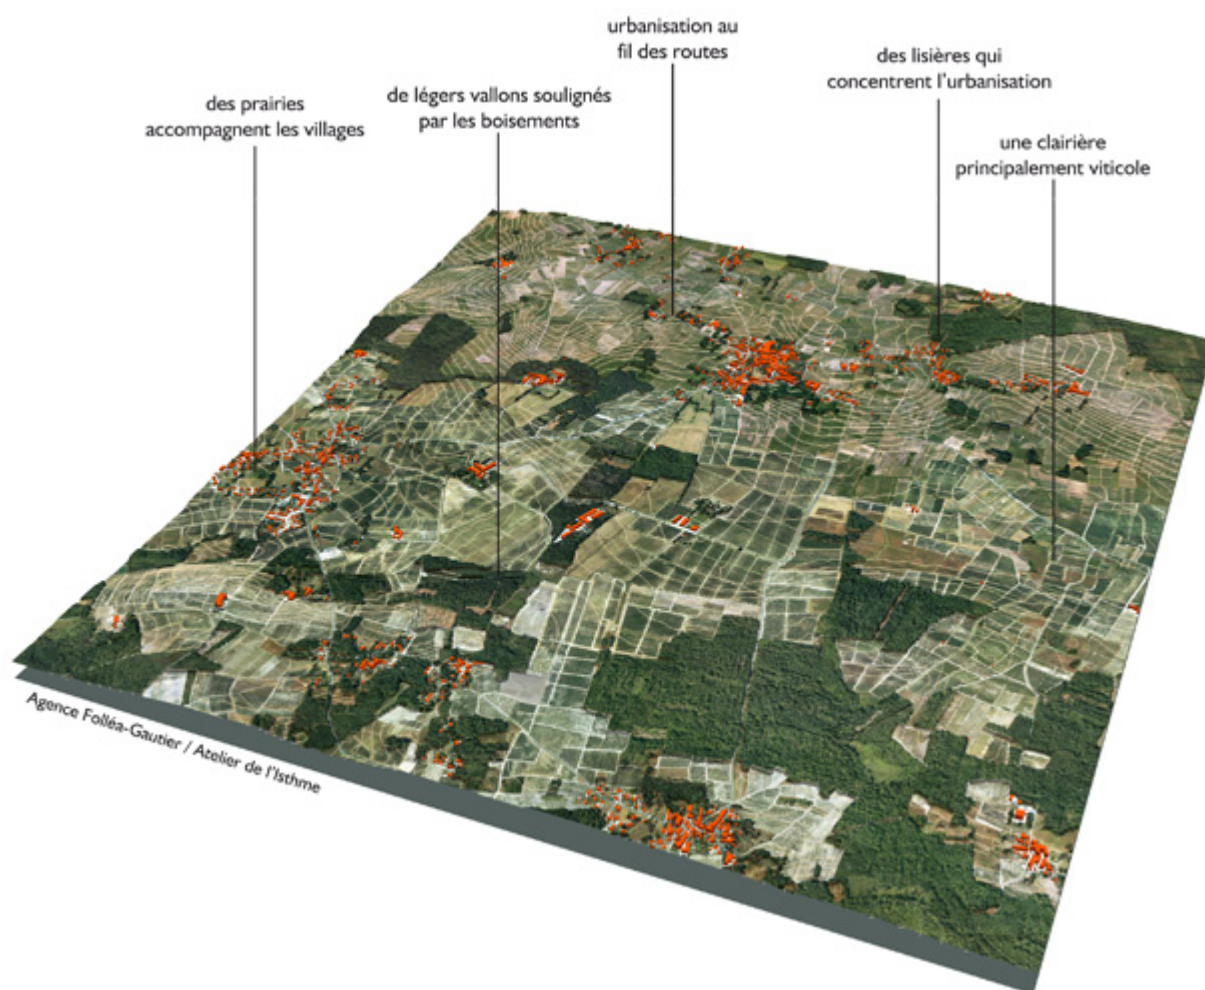 urbanisation au
fil des routes
des lisières qui
concentrent l'urbanisation
de légers vallons soulignés
par les boisements
des prairies
accompagnent les villages
une clairière
principalement viticole
Agence Folléa-Gautier / Atelier de l'Isthme